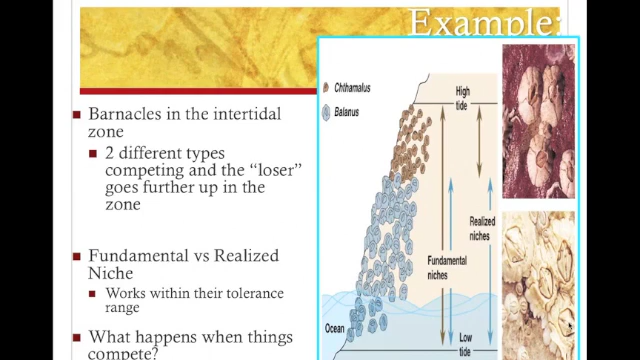 Example:
Barnacles in the intertidal
zone
2 different types
competing and the “loser”
goes further up in the
zone
Fundamental vs Realized
Niche
Works within their tolerance
range
What happens when things
compete?
Chthamalus
Balanus
High
tide
Realized
niches
Fundamental
niches
Ocean
Low
tide